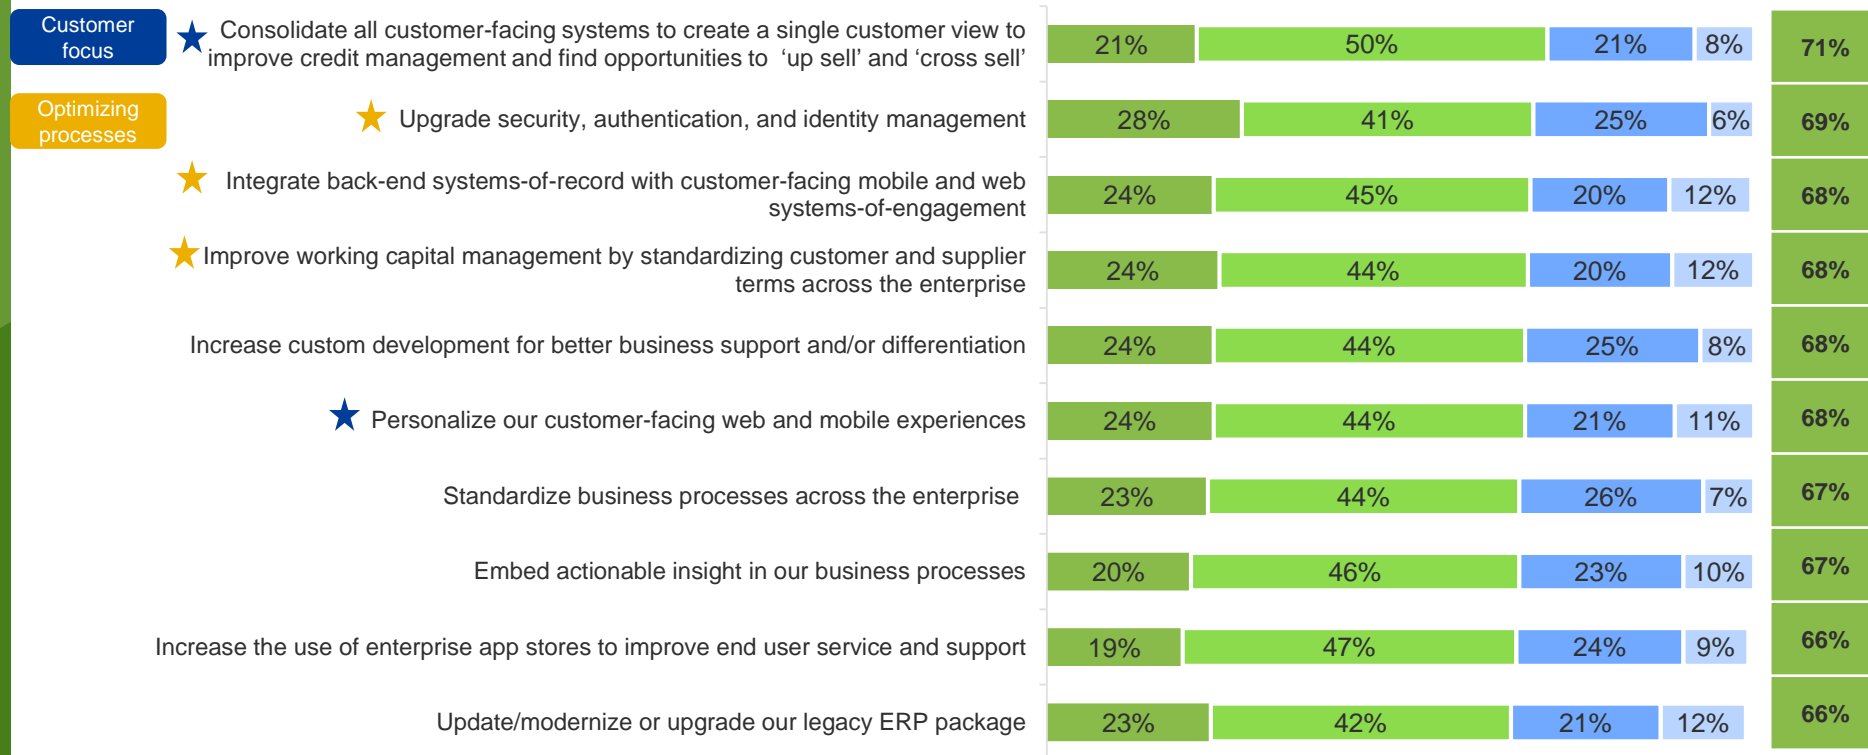 Customer
focus
Consolidate all customer-facing systems to create a single customer view to
improve credit management and find opportunities to ‘up sell’ and ‘cross sell’
21% 50% 21% 8% 71%
Optimizing
processes
Upgrade security, authentication, and identity management
28% 41% 25% 6% 69%
Integrate back-end systems-of-record with customer-facing mobile and web
systems-of-engagement
24% 45% 20% 12% 68%
Improve working capital management by standardizing customer and supplier
terms across the enterprise
24% 44% 20% 12% 68%
Increase custom development for better business support and/or differentiation
24% 44% 25% 8% 68%
Personalize our customer-facing web and mobile experiences
24% 44% 21% 11% 68%
Standardize business processes across the enterprise
23% 44% 26% 7% 67%
Embed actionable insight in our business processes
20% 46% 23% 10% 67%
Increase the use of enterprise app stores to improve end user service and support
19% 47% 24% 9% 66%
Update/modernize or upgrade our legacy ERP package
23% 42% 21% 12% 66%